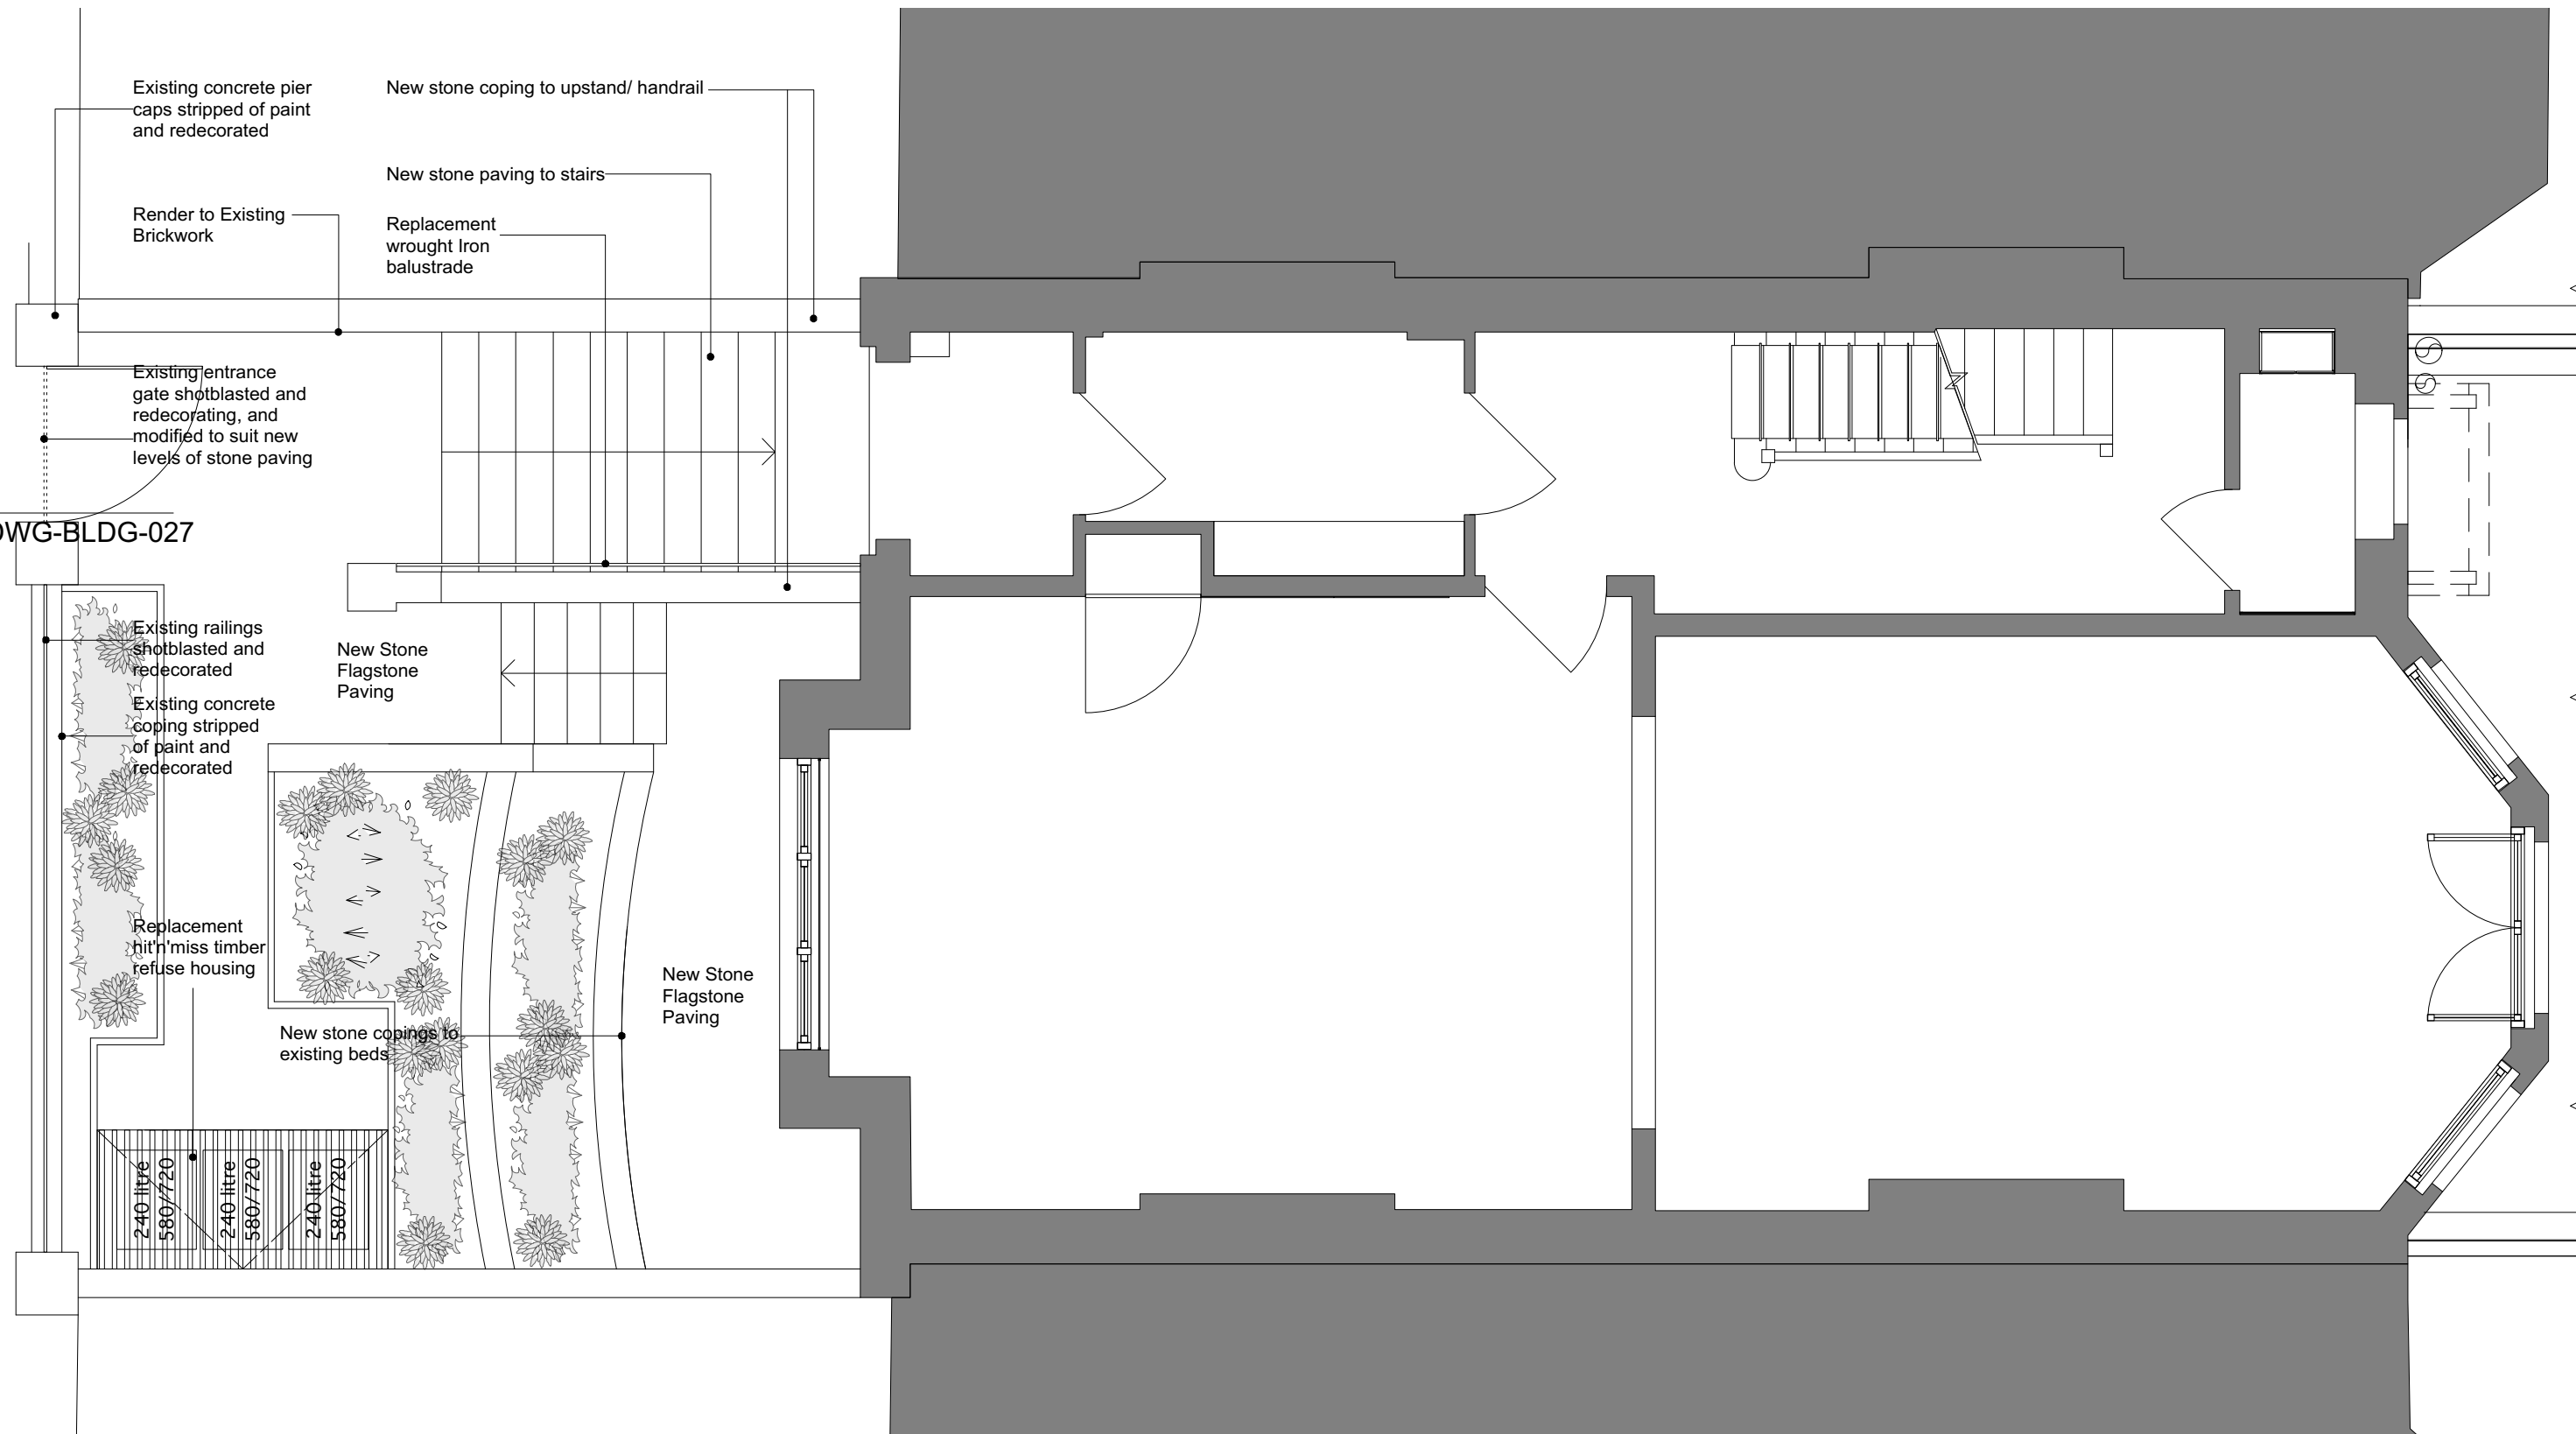 Existing concrete pier
caps stripped of paint
and redecorated
New stone coping to upstand/ handrail
New stone paving to stairs
Render to Existing
Brickwork
Replacement
wrought Iron
balustrade
Existing entrance
gate shotblasted and
redecorating, and
modified to suit new
levels of stone paving
DWG-BLDG-027
Existing railings
shotblasted and
redecorated
New Stone
Flagstone
Paving
Existing concrete
coping stripped
of paint and
redecorated
Replacement
hit'n'miss timber
refuse housing
New Stone
Flagstone
Paving
New stone copings to
existing beds
240 litre
580/720
240 litre
580/720
240 litre
580/720